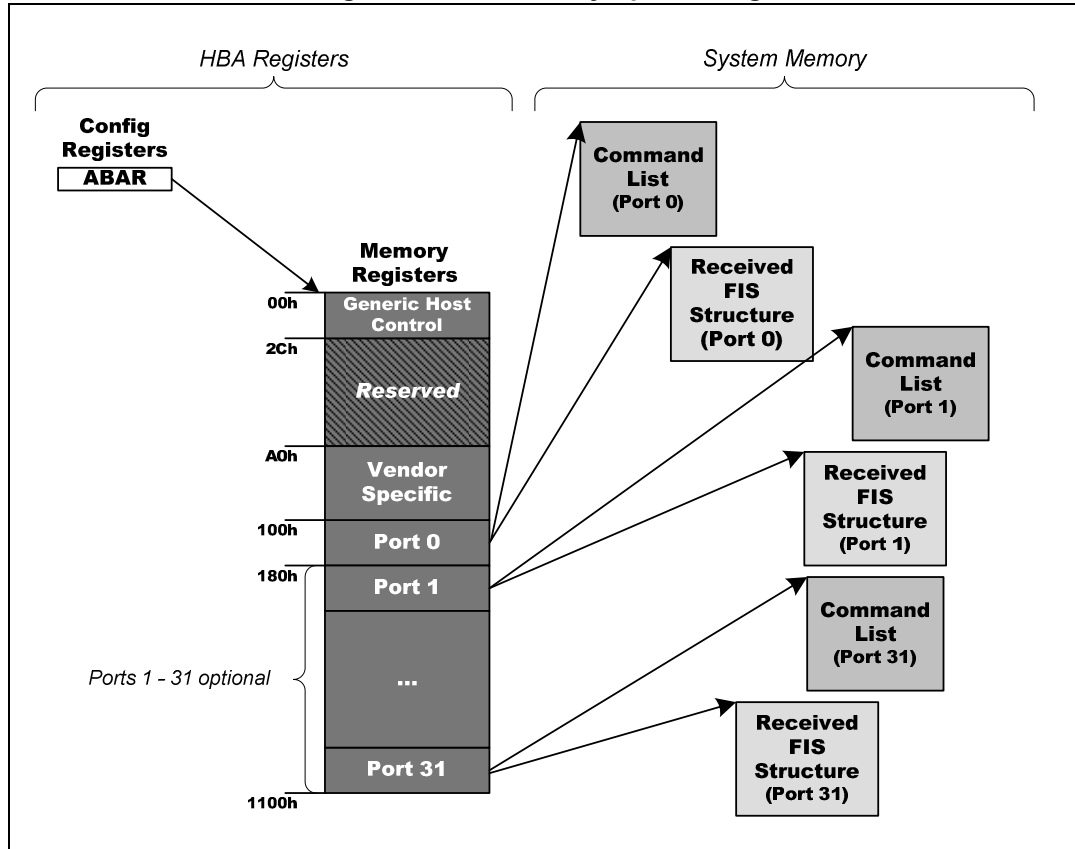 HBA Registers
System Memory
Config
Registers
ABAR
Memory
Registers
00h
Generic Host
Control
2Ch
Reserved
A0h
Vendor
Specific
100h
Port 0
180h
Port 1
...
Ports 1 - 31 optional
Port 31
1100h
Command
List
(Port 0)
Received
FIS
Structure
(Port 0)
Command
List
(Port 1)
Received
FIS
Structure
(Port 1)
Command
List
(Port 31)
Received
FIS
Structure
(Port 31)